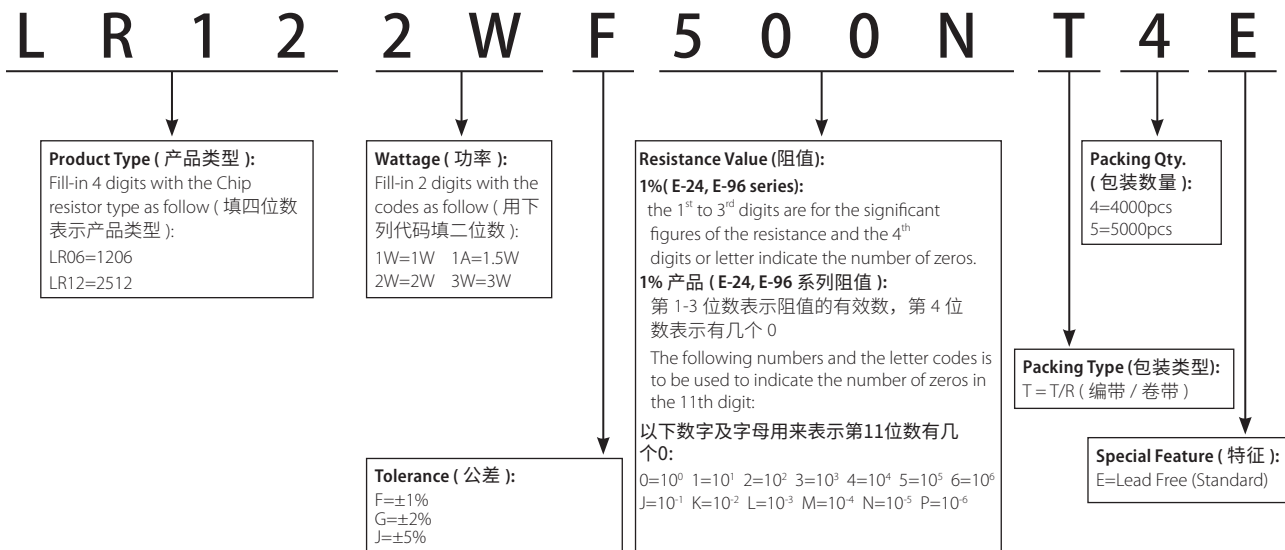 L R 1 2 2 W F 5 0 0 N T 4 E
Product Type ( 产品类型 ):
Fill-in 4 digits with the Chip
resistor type as follow ( 填四位数
表示产品类型 ):
LR06=1206
LR12=2512
Wattage ( 功率 ):
Fill-in 2 digits with the
codes as follow ( 用下
列代码填二位数 ):
1W=1W 1A=1.5W
2W=2W 3W=3W
Tolerance ( 公差 ):
F=±1%
G=±2%
J=±5%
Resistance Value (阻值):
1%( E-24, E-96 series):
the 1st to 3rd digits are for the significant
figures of the resistance and the 4th
digits or letter indicate the number of zeros.
1% 产品 ( E-24, E-96 系列阻值 ):
第 1-3 位数表示阻值的有效数，第 4 位
数表示有几个 0
The following numbers and the letter codes is
to be used to indicate the number of zeros in
the 11th digit:
以下数字及字母用来表示第11位数有几
个0:
0=10⁰ 1=10¹ 2=10² 3=10³ 4=10⁴ 5=10⁵ 6=10⁶
J=10⁻¹ K=10⁻² L=10⁻³ M=10⁻⁴ N=10⁻⁵ P=10⁻⁶
Packing Type (包装类型):
T = T/R ( 编带 / 卷带 )
Packing Qty.
( 包装数量 ):
4=4000pcs
5=5000pcs
Special Feature ( 特征 ):
E=Lead Free (Standard)